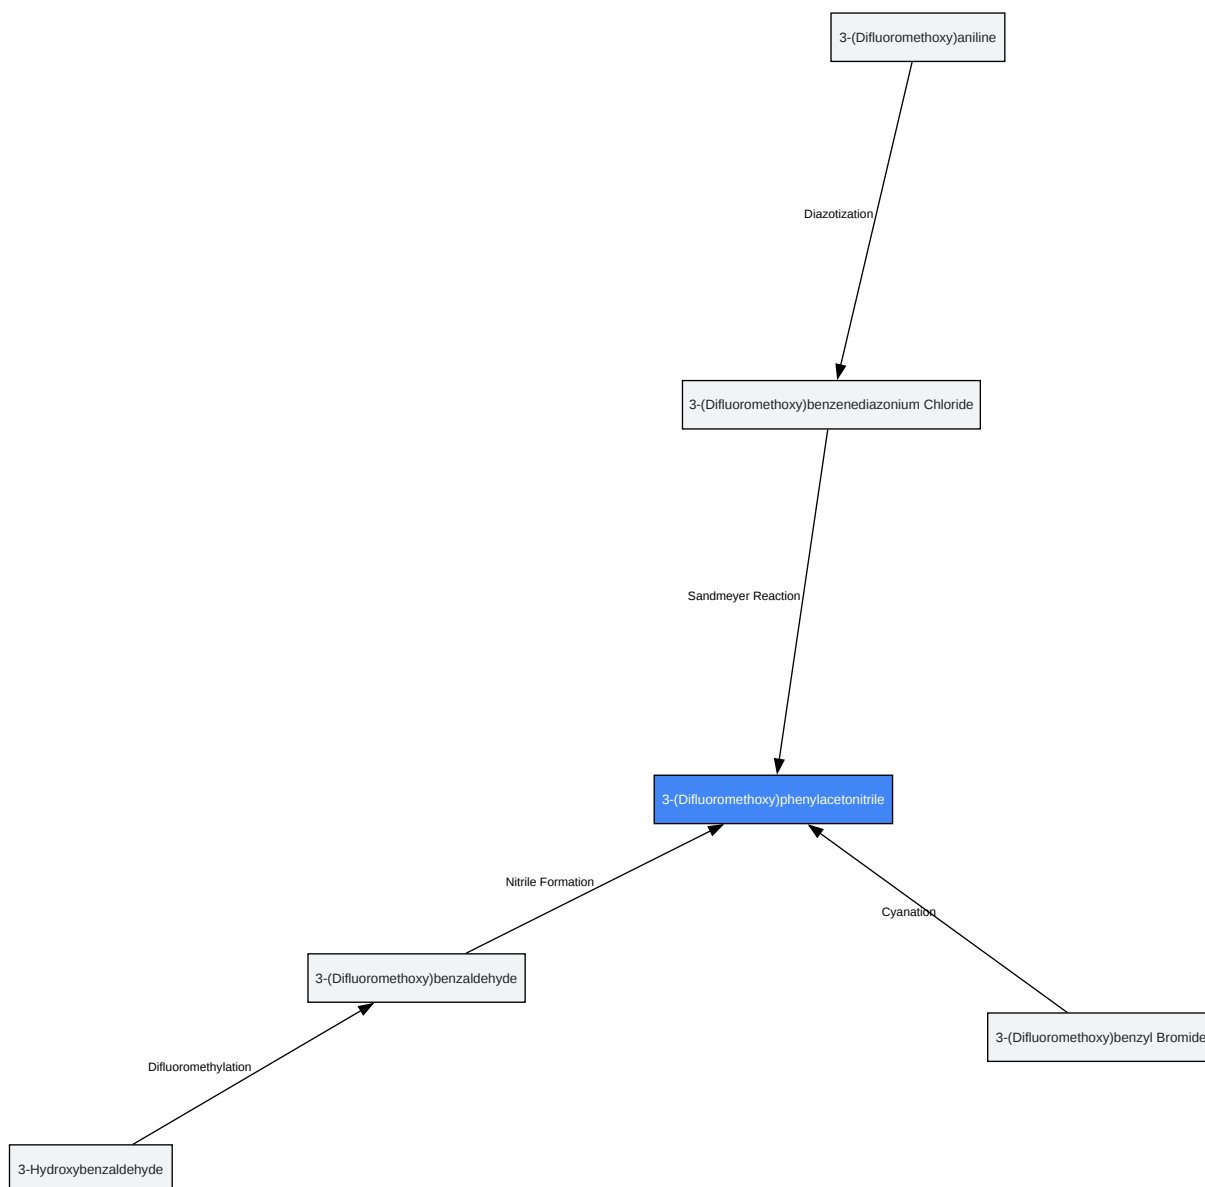 3-(Difluoromethoxy)aniline
Diazotization
3-(Difluoromethoxy)benzenediazonium Chloride
Sandmeyer Reaction
3-(Difluoromethoxy)phenylacetonitrile
Nitrile Formation
Cyanation
3-(Difluoromethoxy)benzaldehyde
3-(Difluoromethoxy)benzyl Bromide
Difluoromethylation
3-Hydroxybenzaldehyde